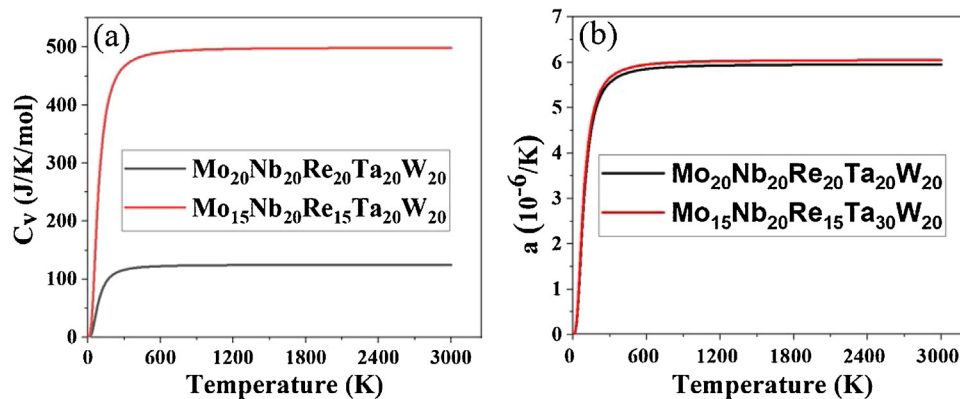 (a)
500
400
300
200
100
0
Cv (J/K/mol)
Mo20Nb20Re20Ta20W20
Mo15Nb20Re15Ta20W20
0 600 1200 1800 2400 3000
Temperature (K)
(b)
7
6
5
4
3
2
1
0
a (10-6/K)
Mo20Nb20Re20Ta20W20
Mo15Nb20Re15Ta30W20
0 600 1200 1800 2400 3000
Temperature (K)